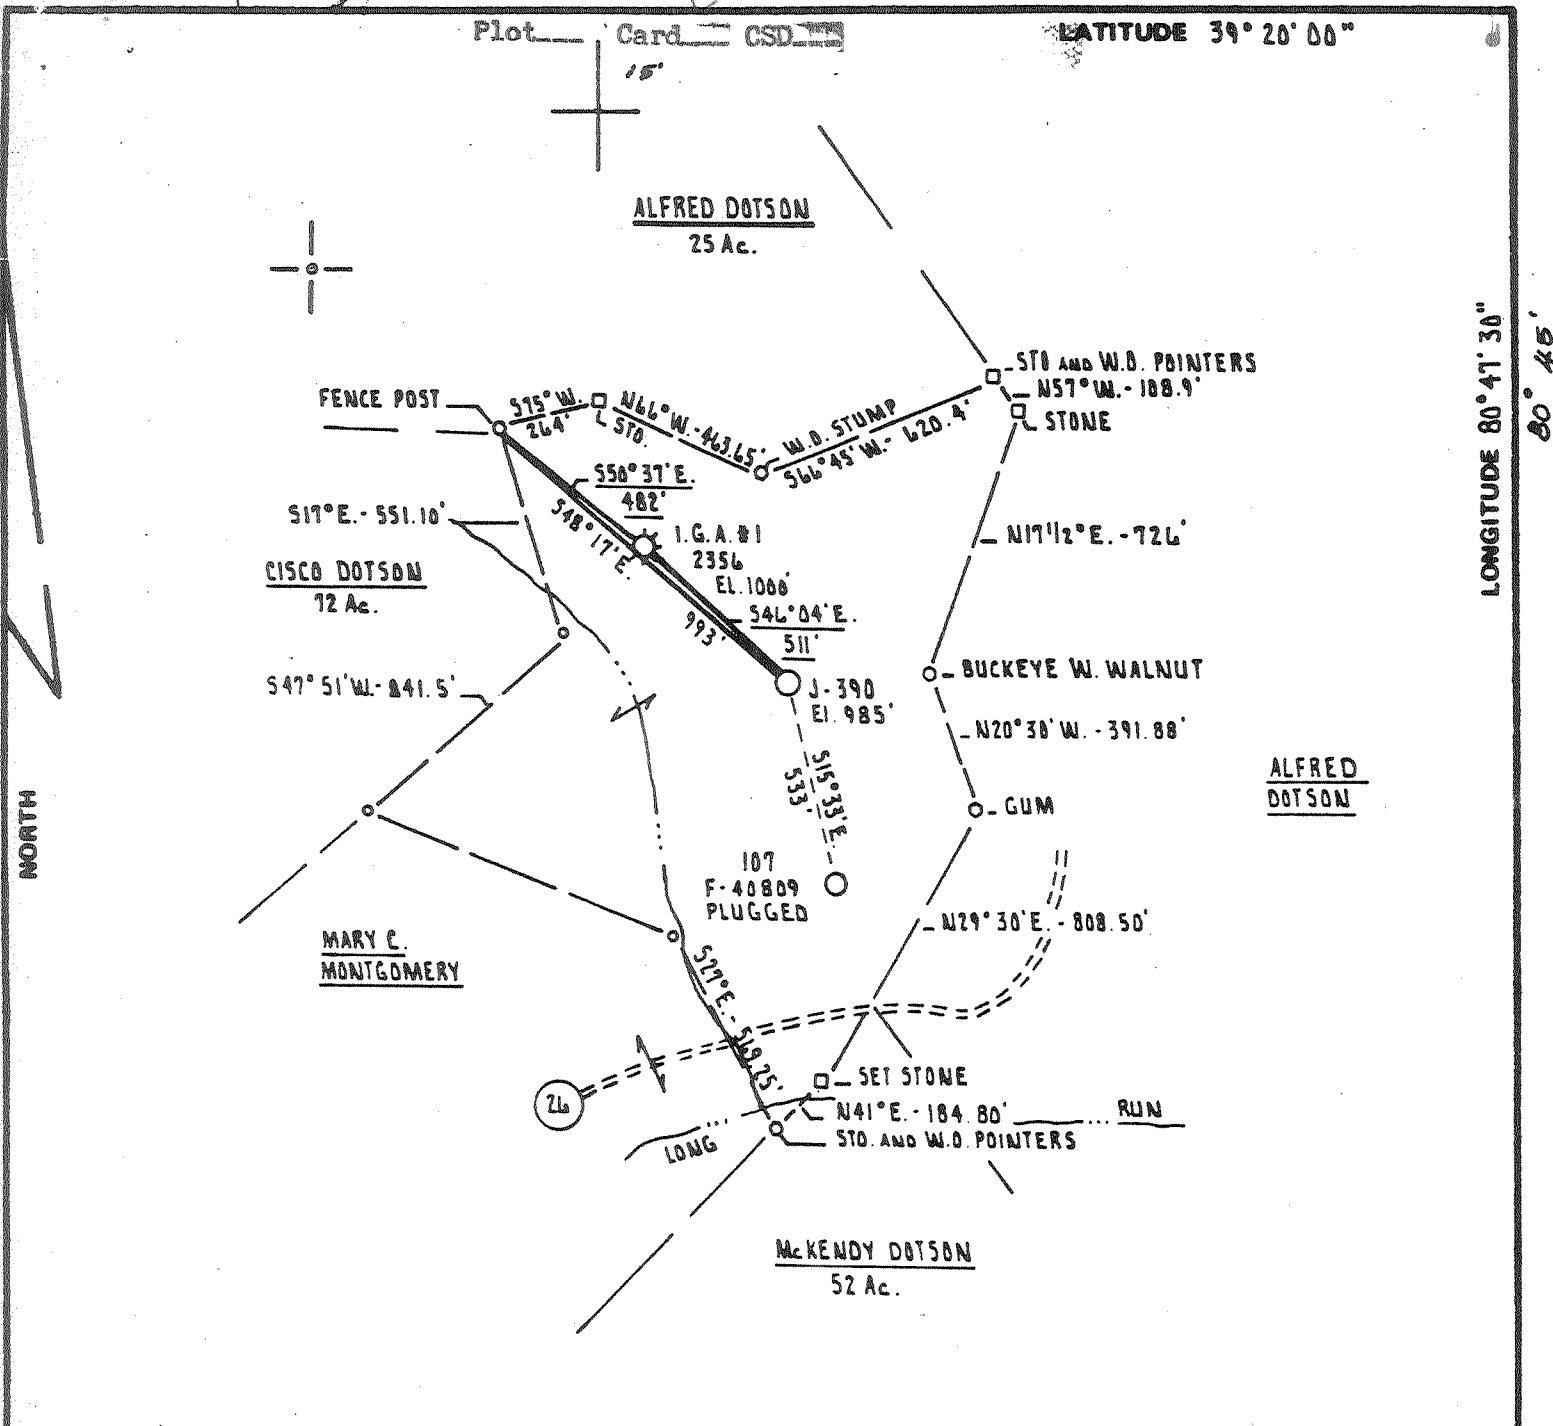 Plot Card CSD
LATITUDE 39° 20' 00"
15'
ALFRED DOTSON
25 Ac.
LONGITUDE 80° 47' 30"
80° 45'
STO AND W.O. POINTERS
N57° W. - 188.9'
STONE
FENCE POST
S75° W.
264'
STO.
N66° W. - 463.65'
W.O. STUMP
S66° 45' W. - 620.4'
S50° 37' E.
482'
S48° 17' E.
993'
I.G.A. #1
2356
EL. 1000'
S46° 04' E.
511'
S17° E. - 551.10'
CISCO DOTSON
72 Ac.
N17 1/2° E. - 726'
S47° 51' W. - 841.5'
J-390
El. 985'
BUCKEYE W. WALNUT
N20° 30' W. - 391.88'
S15° 33' E.
533'
ALFRED
DOTSON
GUM
NORTH
107
F-40809
PLUGGED
N29° 30' E. - 808.50'
MARY C.
MONTGOMERY
S27° E. - 569.25'
26
SET STONE
N41° E. - 184.80'
RUN
LONG
STO. AND W.O. POINTERS
McKENDY DOTSON
52 Ac.